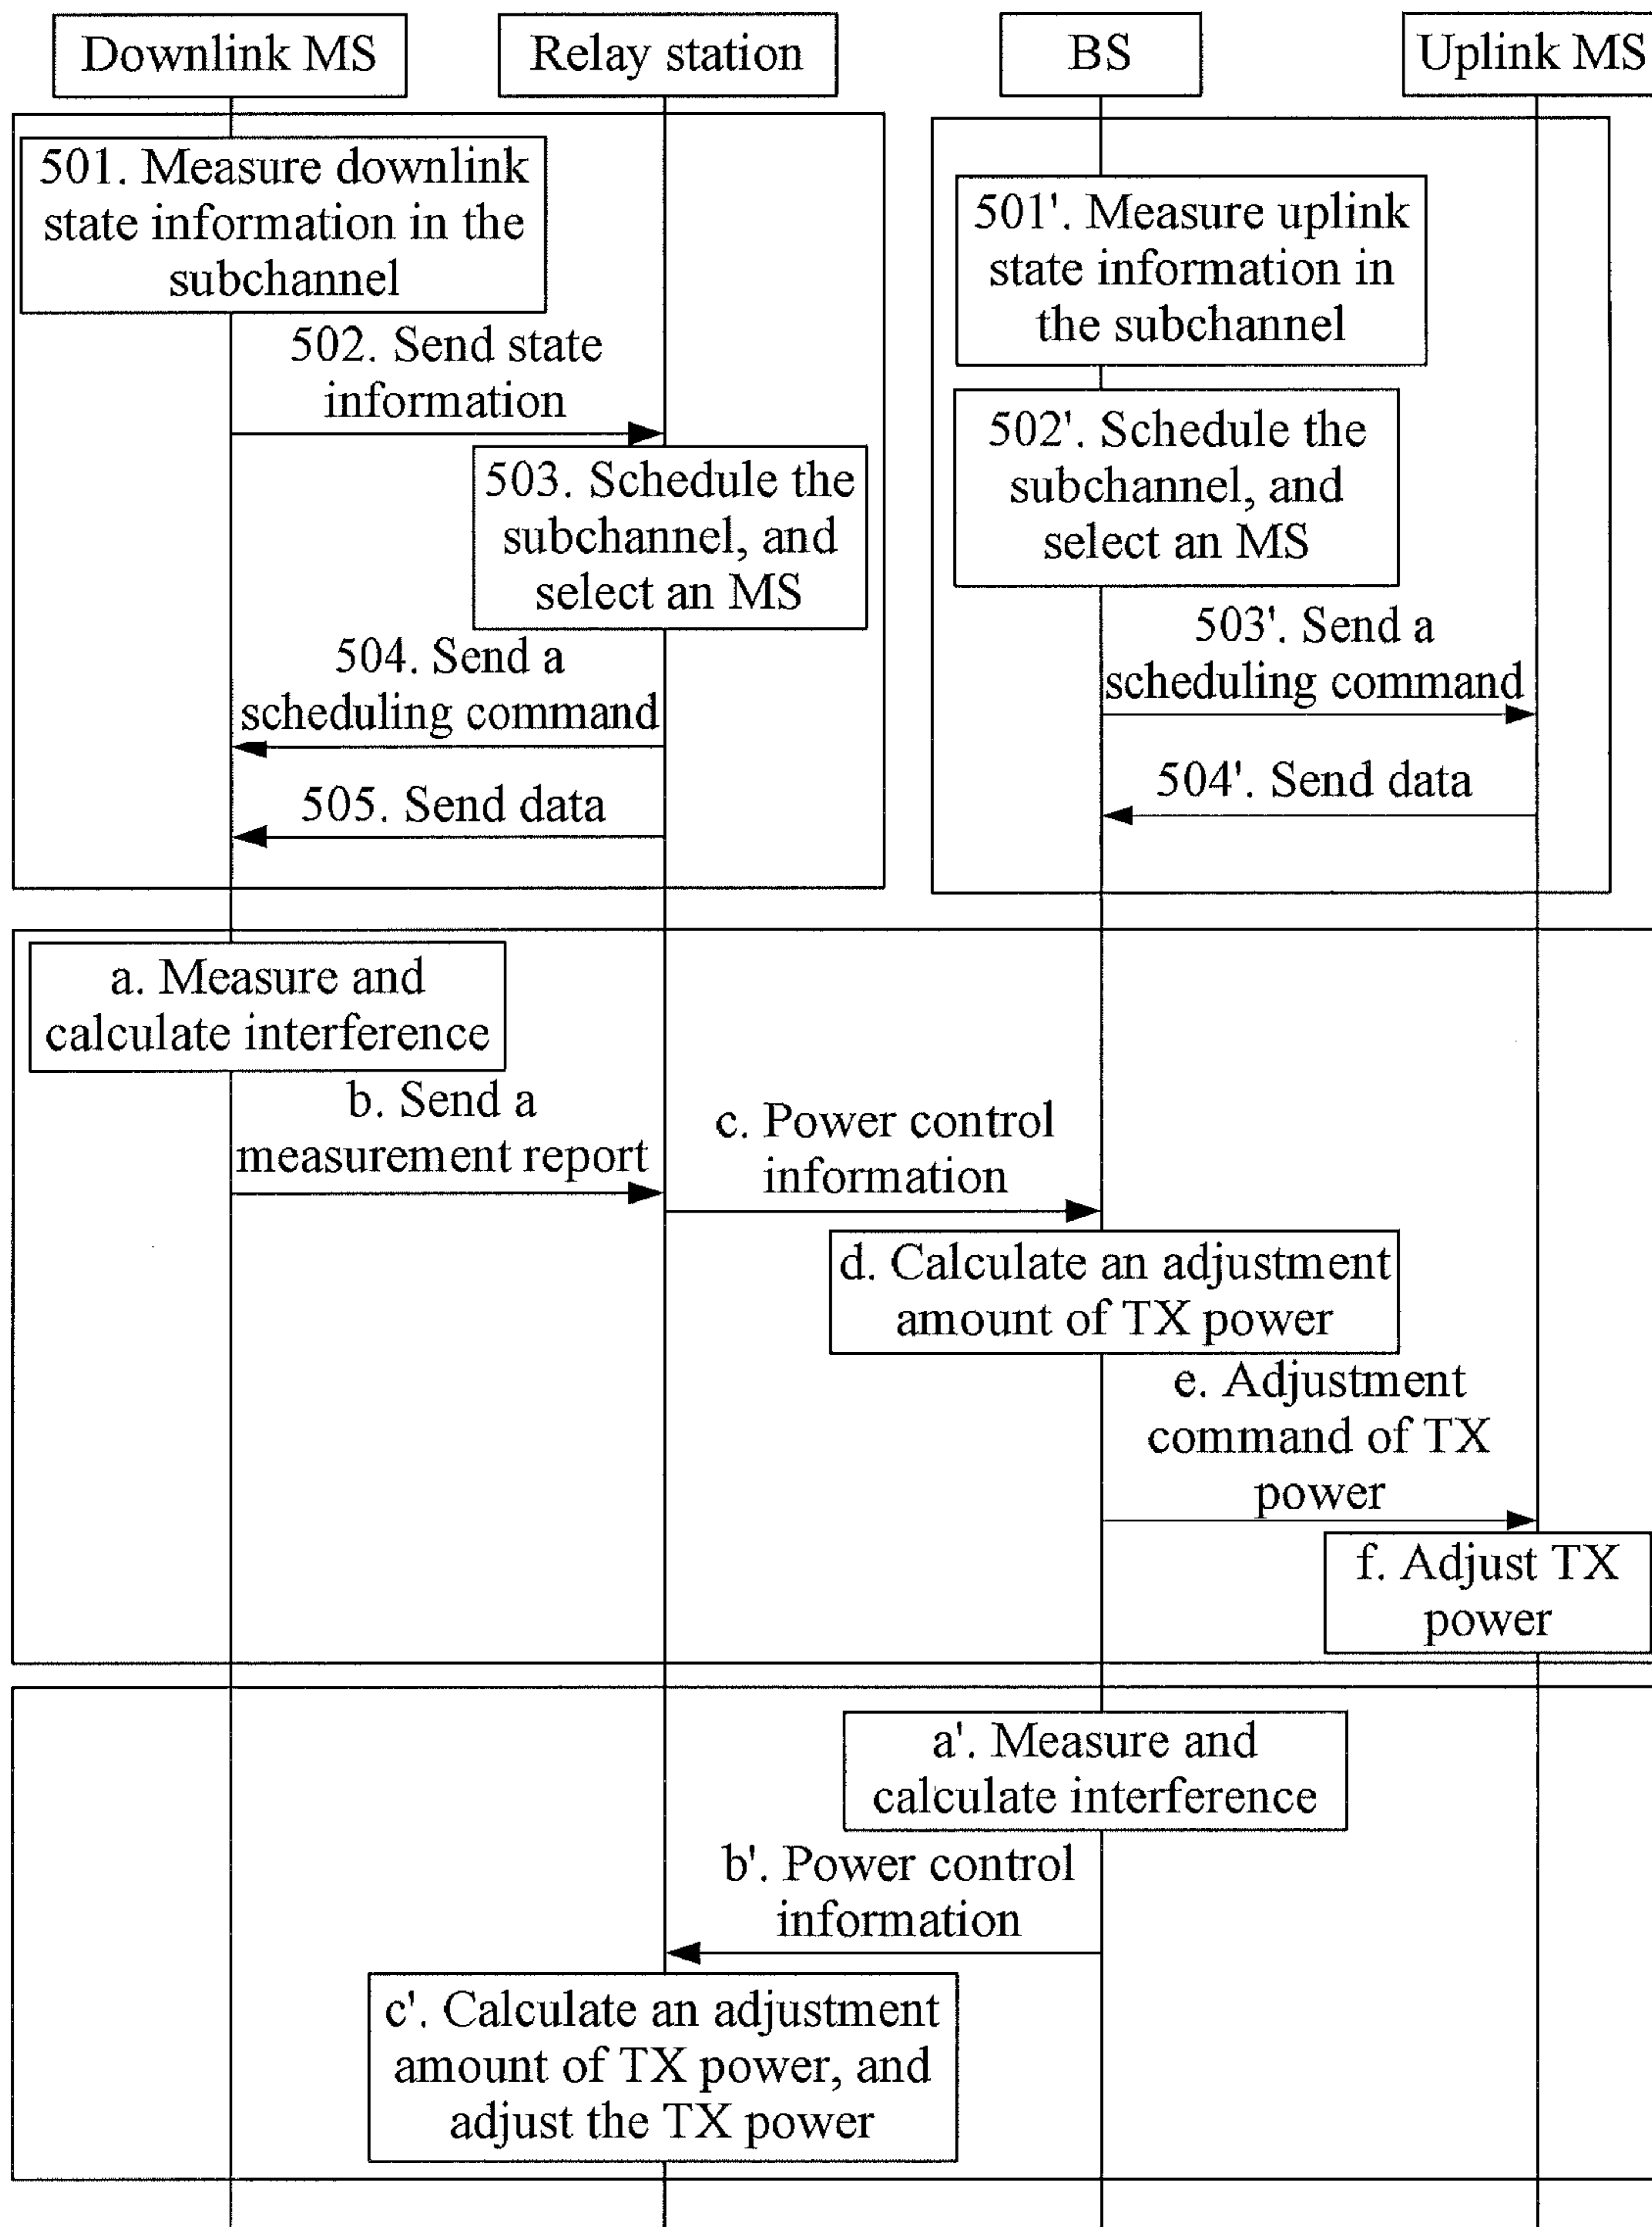 Downlink MS
Relay station
BS
Uplink MS
501. Measure downlink
state information in the
subchannel
501'. Measure uplink
state information in
the subchannel
502. Send state
information
502'. Schedule the
subchannel, and
select an MS
503. Schedule the
subchannel, and
select an MS
503'. Send a
scheduling command
504. Send a
scheduling command
504'. Send data
505. Send data
a. Measure and
calculate interference
b. Send a
measurement report
c. Power control
information
d. Calculate an adjustment
amount of TX power
e. Adjustment
command of TX
power
f. Adjust TX
power
a'. Measure and
calculate interference
b'. Power control
information
c'. Calculate an adjustment
amount of TX power, and
adjust the TX power